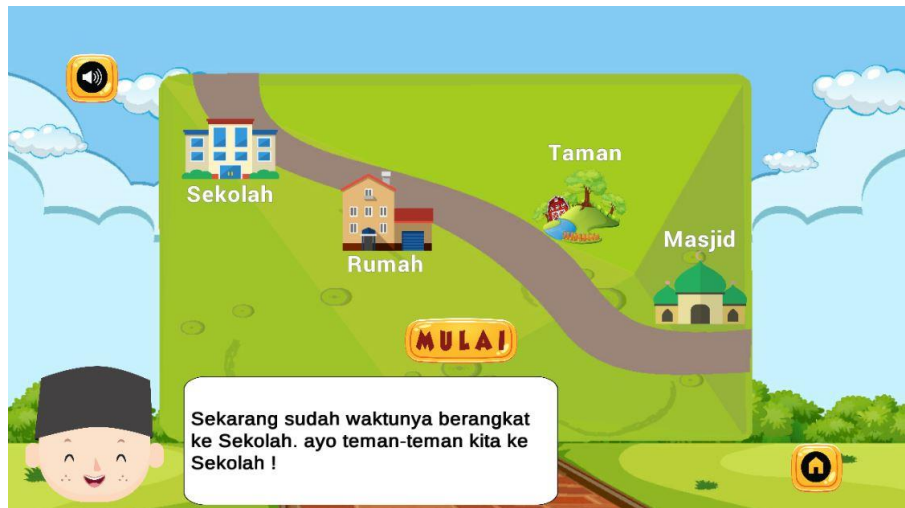 Taman
Sekolah
Masjid
Rumah
MULAI
Sekarang sudah waktunya berangkat
ke Sekolah. ayo teman-teman kita ke
Sekolah !